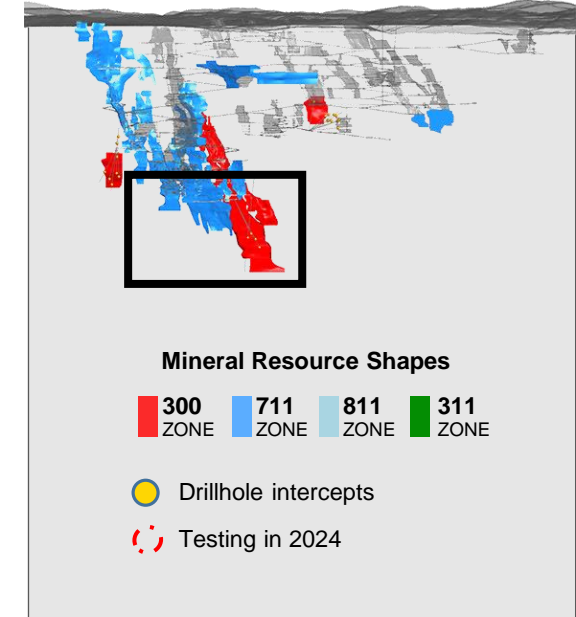 Mineral Resource Shapes
300 711 811 311
ZONE ZONE ZONE ZONE
Drillhole intercepts
Testing in 2024